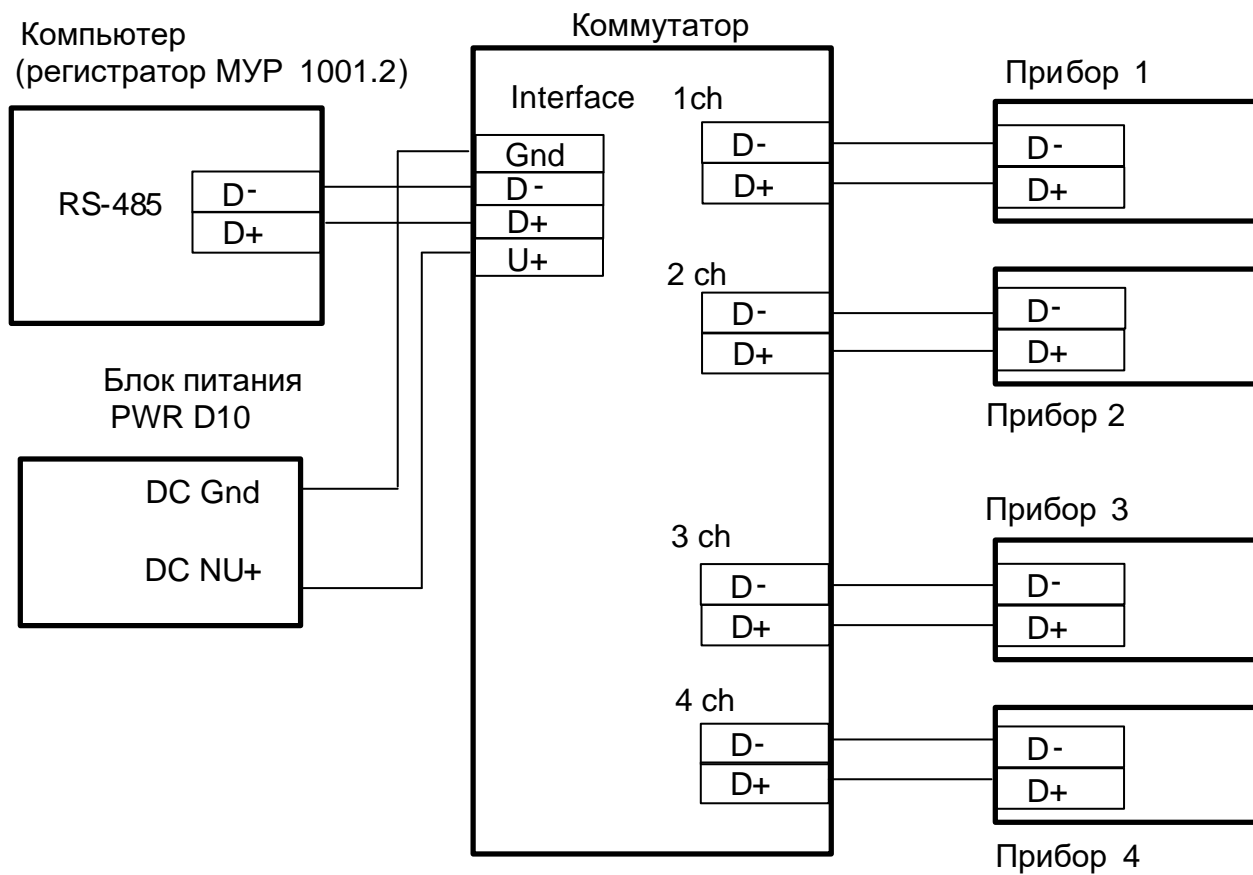 Компьютер
(регистратор МУР 1001.2)
RS-485
D-
D+
Блок питания
PWR D10
DC Gnd
DC NU+
Коммутатор
Interface
Gnd
D-
D+
U+
1ch
D-
D+
2 ch
D-
D+
3 ch
D-
D+
4 ch
D-
D+
Прибор 1
D-
D+
D-
D+
Прибор 2
Прибор 3
D-
D+
D-
D+
Прибор 4